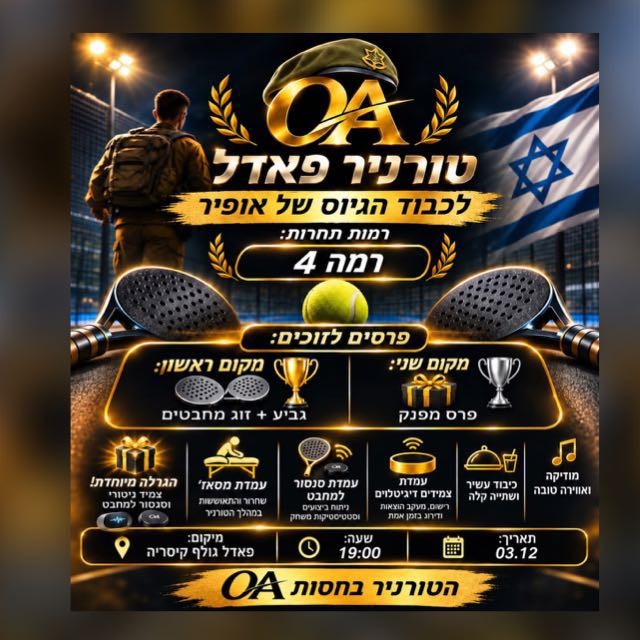 OA
טורניר פאדל
לכבוד הגיוס של אופיר
רמות תחרות:
רמה 4
פרסים לזוכים:
מקום ראשון:
גביע + זוג מחבטים
מקום שני:
פרס מפנק
מוזיקה
ואווירה טובה
כיבוד עשיר
ושתייה קלה
עמדת
צמידים דיגיטלוים
רישום, מעקב הוצאות
ודירוג בזמן אמת
עמדת סנסור
למחבט
ניתוח ביצועים
וסטטיסטיקות משחק
עמדת מסאז'
שחרור והתאוששות
במהלך הטורניר
הגרלה מיוחדת!
צמיד ניטורי
וסנסור למחבט
תאריך:
03.12
שעה:
19:00
מיקום:
פאדל גולף קיסריה
הטורניר בחסות OA